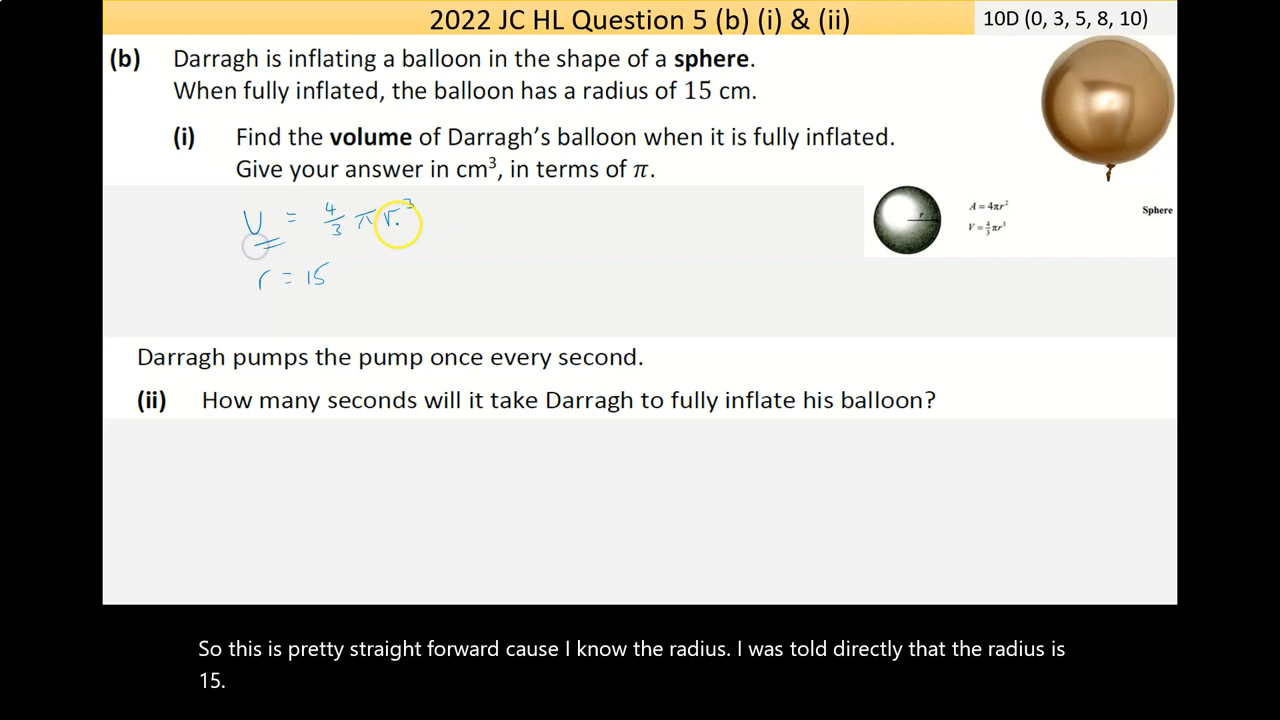 2022 JC HL Question 5 (b) (i) & (ii)
10D (0, 3, 5, 8, 10)
(b) Darragh is inflating a balloon in the shape of a sphere.
When fully inflated, the balloon has a radius of 15 cm.
(i) Find the volume of Darragh’s balloon when it is fully inflated.
Give your answer in cm³, in terms of π.
V = 4/3 π r³
r = 15
r
A = 4πr²
V = 4/3 πr³
Sphere
Darragh pumps the pump once every second.
(ii) How many seconds will it take Darragh to fully inflate his balloon?
So this is pretty straight forward cause I know the radius. I was told directly that the radius is
15.